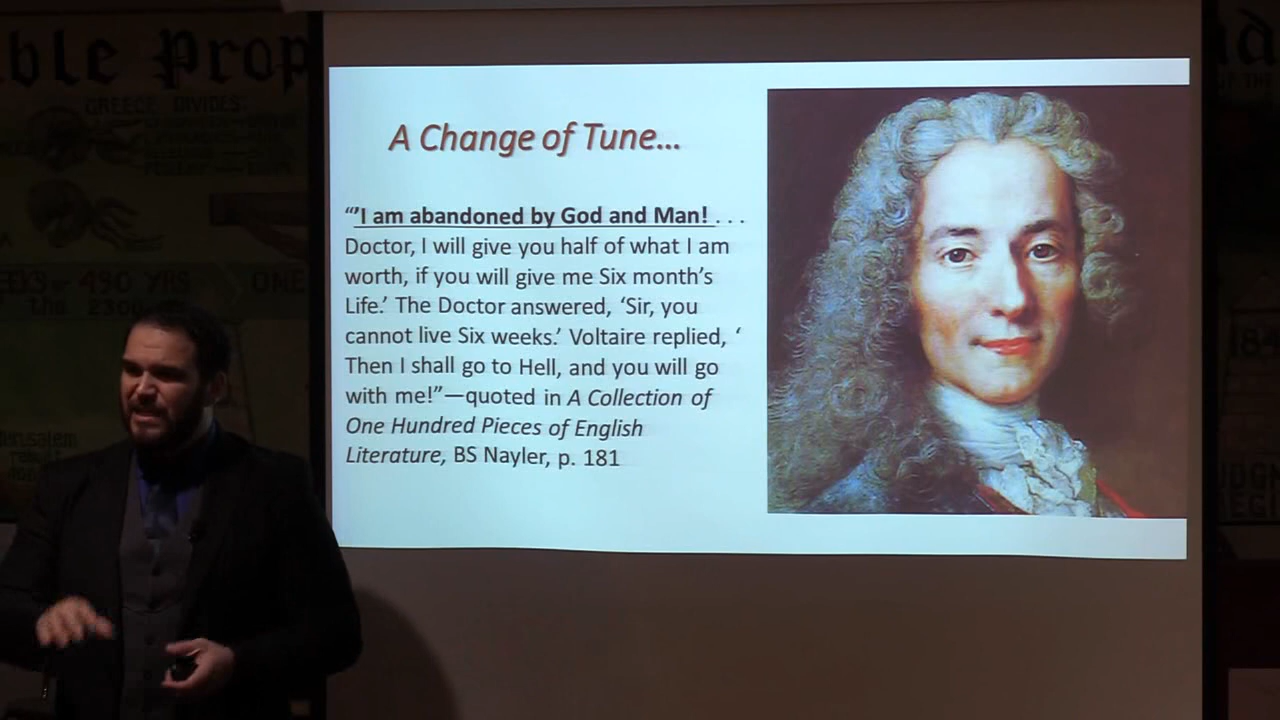 ble Prop
GREECE DIVIDES
490 YRS ONE
the 2300
Jerusalem
A Change of Tune...
“’I am abandoned by God and Man! . . .
Doctor, I will give you half of what I am
worth, if you will give me Six month’s
Life.’ The Doctor answered, ‘Sir, you
cannot live Six weeks.’ Voltaire replied, ‘
Then I shall go to Hell, and you will go
with me!”—quoted in A Collection of
One Hundred Pieces of English
Literature, BS Nayler, p. 181
184